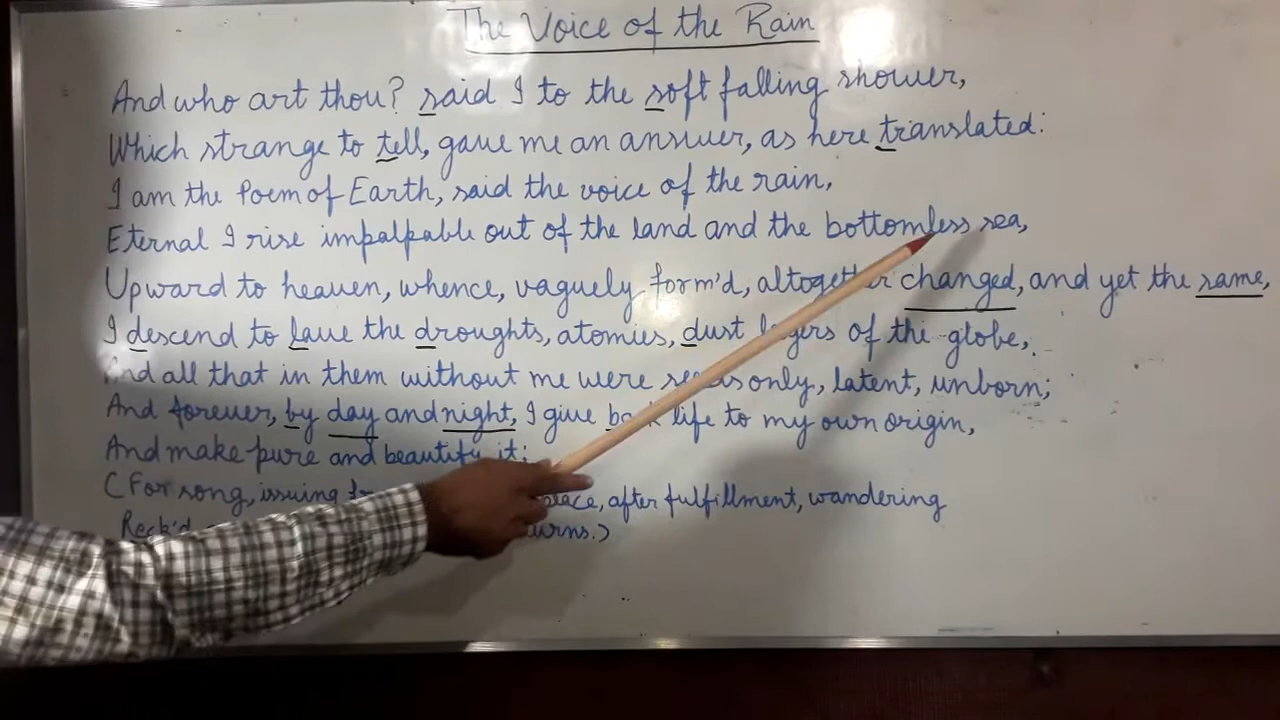 The Voice of the Rain
And who art thou? said I to the soft falling shower,
Which strange to tell, gave me an answer, as here translated:
I am the Poem of Earth, said the voice of the rain,
Eternal I rise impalpable out of the land and the bottomless sea,
Upward to heaven, whence, vaguely form'd, altogether changed, and yet the same,
I descend to lave the droughts, atomies, dust layers of the globe,
And all that in them without me were seeds only, latent, unborn;
And forever, by day and night, I give back life to my own origin,
And make pure and beautify it;
(For song, issuing place, after fulfillment, wandering
Reck'd